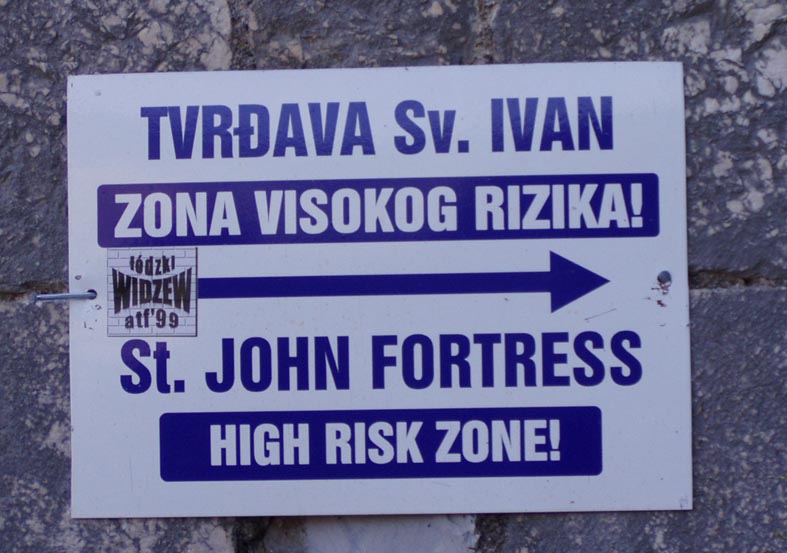 TVRĐAVA Sv. IVAN
ZONA VISOKOG RIZIKA!
łódzki
WIDZEW
atf'99
St. JOHN FORTRESS
HIGH RISK ZONE!